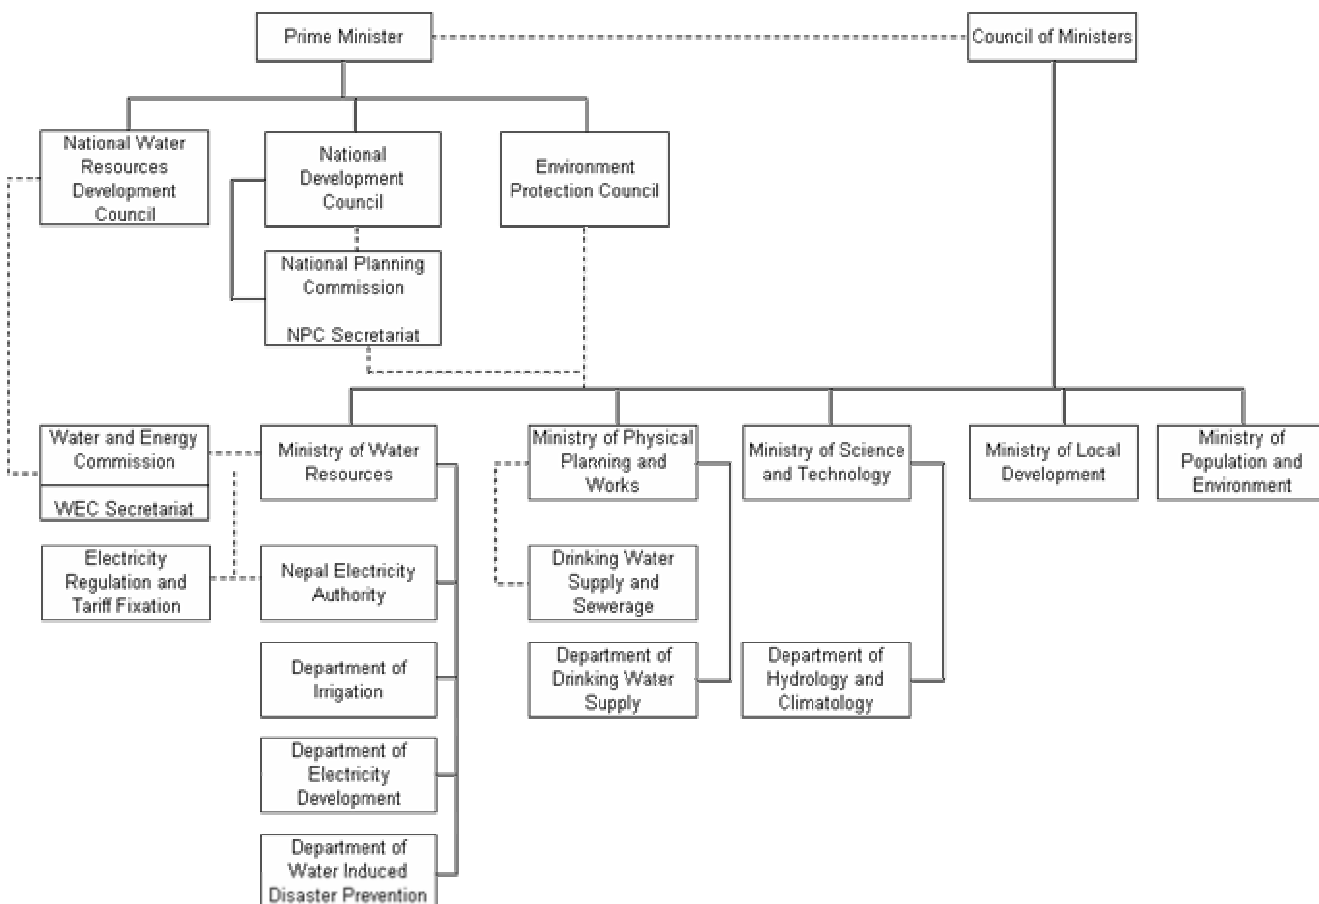 Prime Minister
Council of Ministers
National Water
Resources
Development
Council
National
Development
Council
Environment
Protection Council
National Planning
Commission
NPC Secretariat
Water and Energy
Commission
WEC Secretariat
Ministry of Water
Resources
Ministry of Physical
Planning and
Works
Ministry of Science
and Technology
Ministry of Local
Development
Ministry of
Population and
Environment
Electricity
Regulation and
Tariff Fixation
Nepal Electricity
Authority
Drinking Water
Supply and
Sewerage
Department of
Irrigation
Department of
Drinking Water
Supply
Department of
Hydrology and
Climatology
Department of
Electricity
Development
Department of
Water Induced
Disaster Prevention